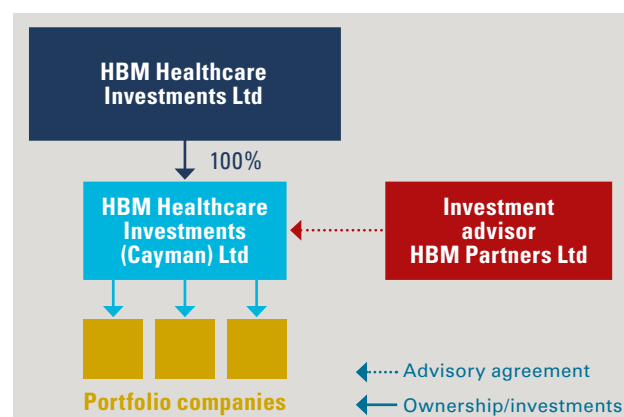 HBM Healthcare
Investments Ltd
100%
HBM Healthcare
Investments
(Cayman) Ltd
Investment
advisor
HBM Partners Ltd
Portfolio companies
Advisory agreement
Ownership/investments